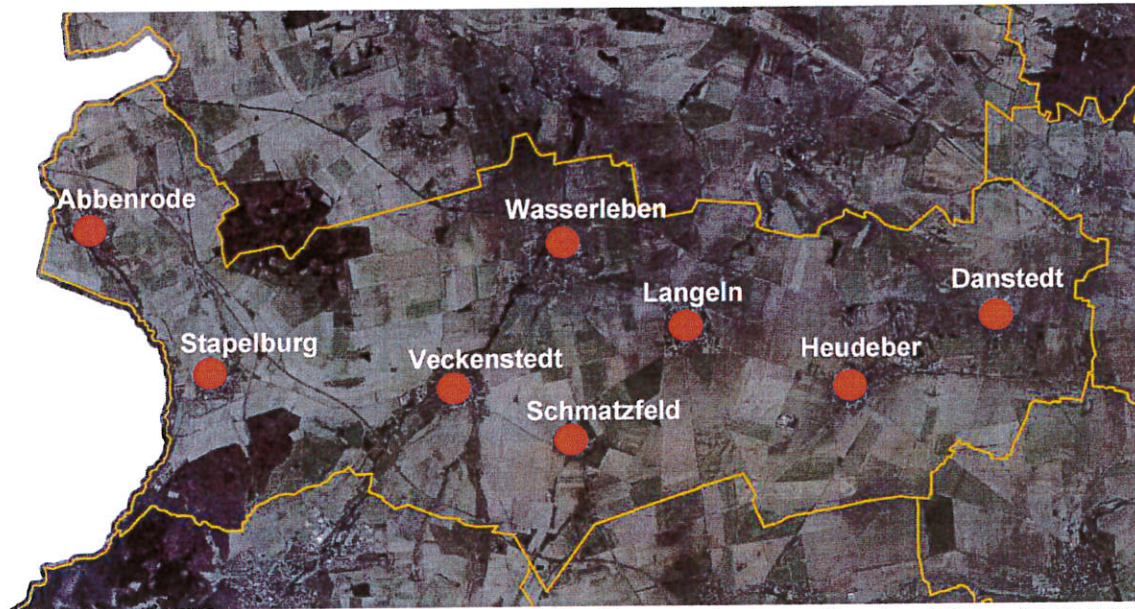 Abbenrode
Wasserleben
Danstedt
Langeln
Stapelburg
Heudeber
Veckenstedt
Schmatzfeld